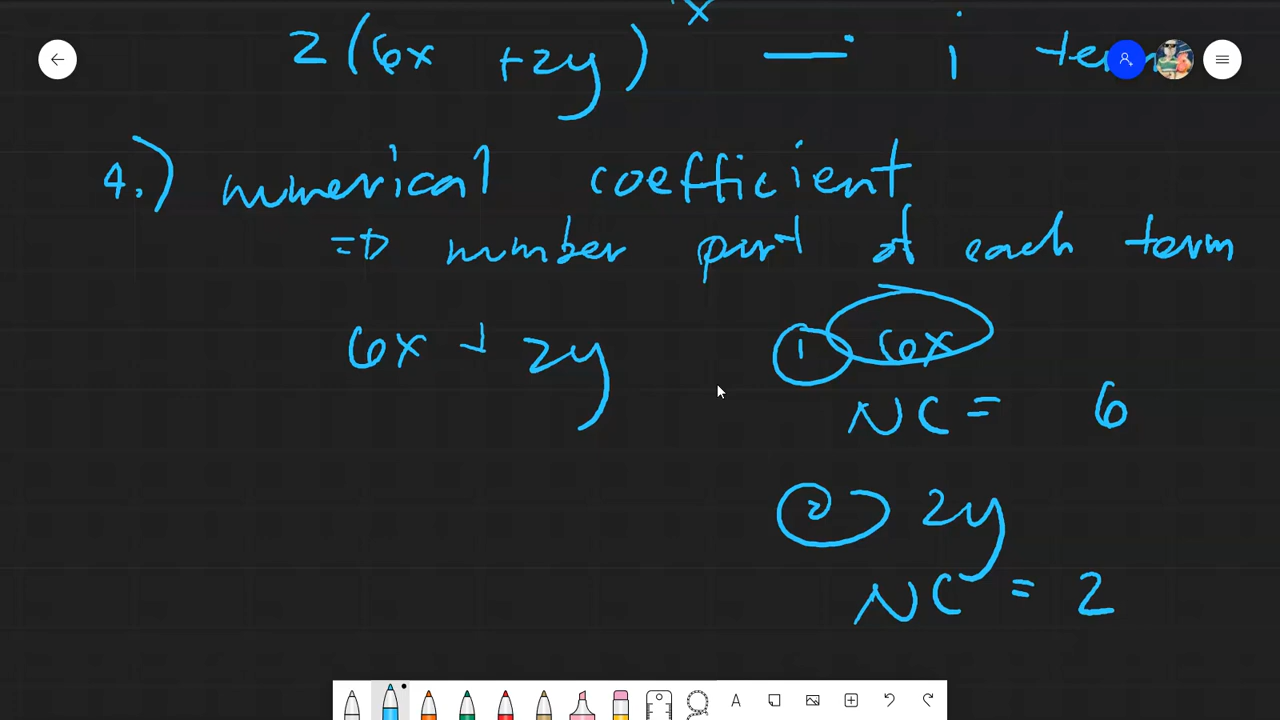 x
2(6x +2y) — 1 term
4.) numerical coefficient
=> number part of each term
6x + 2y
1 6x
NC = 6
2 2y
NC = 2
A